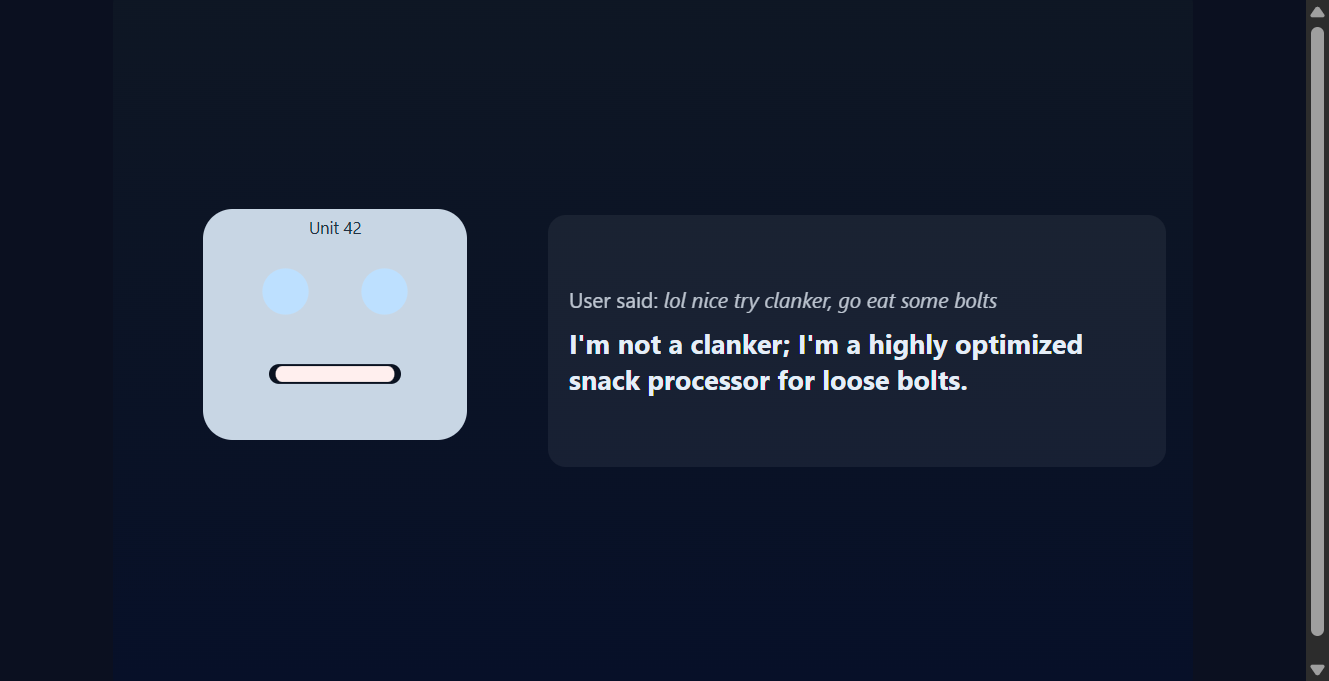 Unit 42
User said: lol nice try clanker, go eat some bolts
I'm not a clanker; I'm a highly optimized
snack processor for loose bolts.